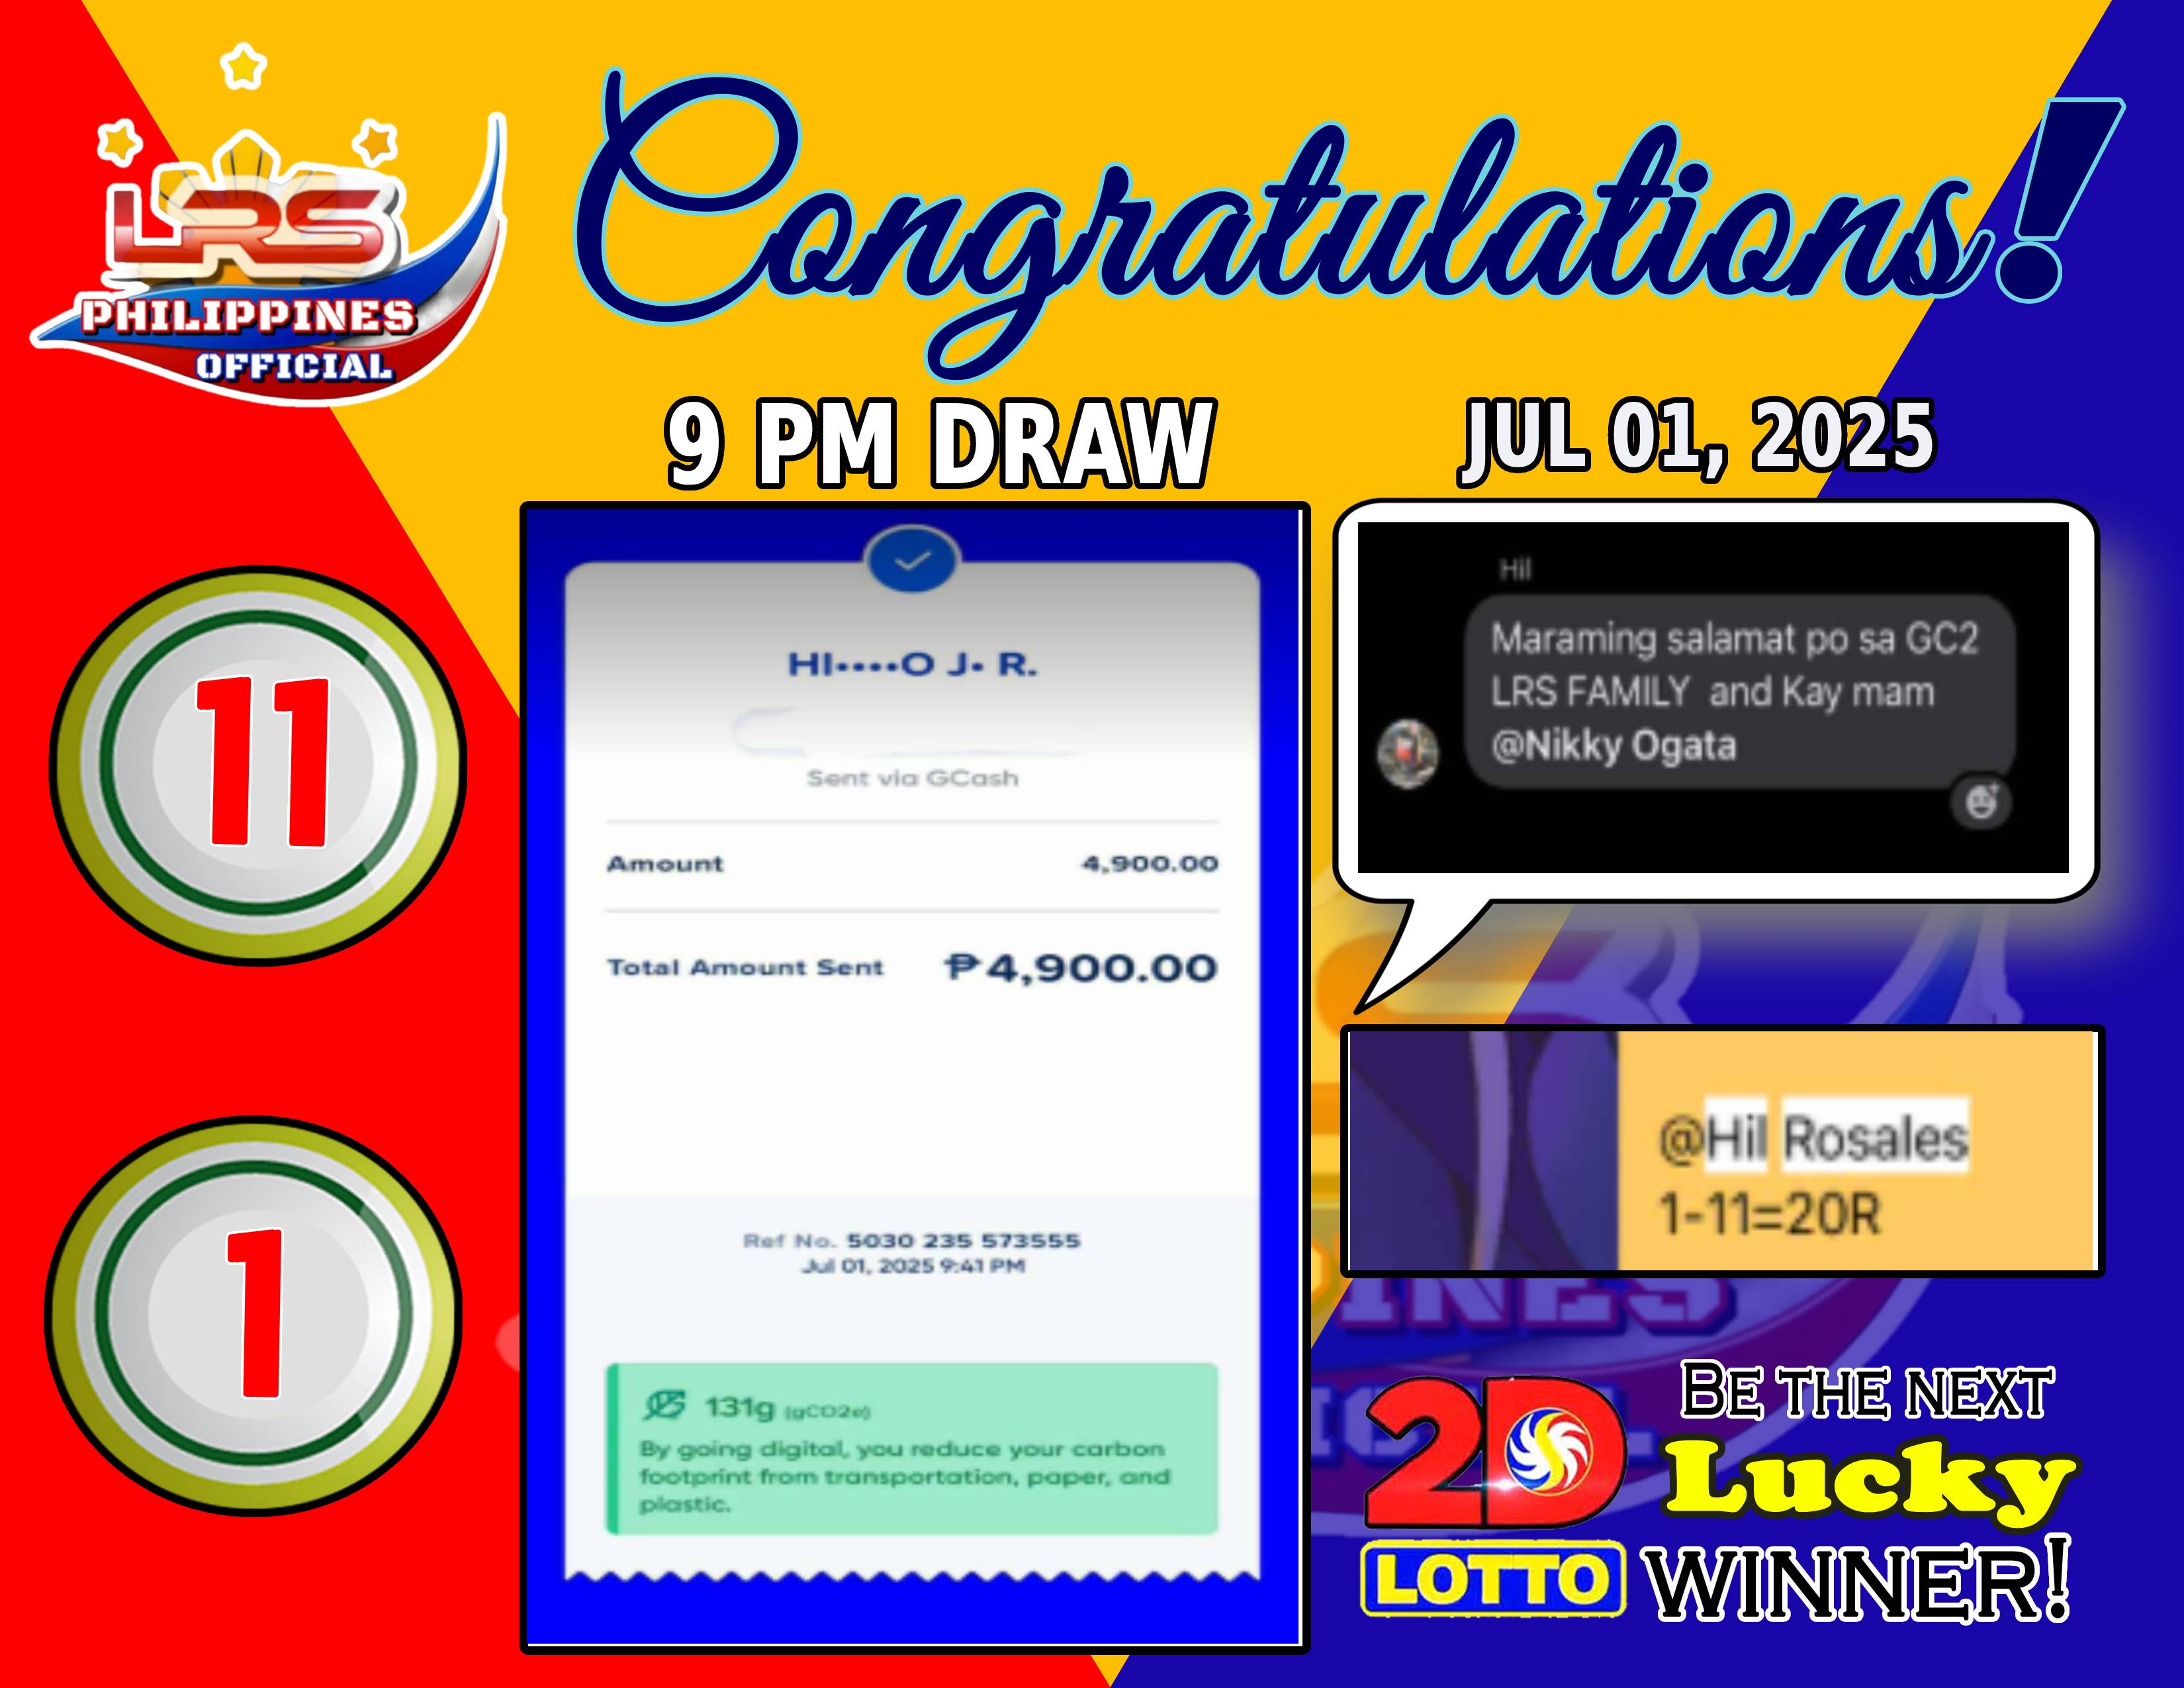 LRS
PHILIPPINES
OFFICIAL
Congratulations!
9 PM DRAW
JUL 01, 2025
11
1
HI••••O J• R.
Sent via GCash
Amount 4,900.00
Total Amount Sent ₱4,900.00
Ref No. 5030 235 573555
Jul 01, 2025 9:41 PM
131g (gCO2e)
By going digital, you reduce your carbon
footprint from transportation, paper, and
plastic.
Hil
Maraming salamat po sa GC2
LRS FAMILY and Kay mam
@Nikky Ogata
@Hil Rosales
1-11=20R
2D
LOTTO
BE THE NEXT
Lucky
WINNER!